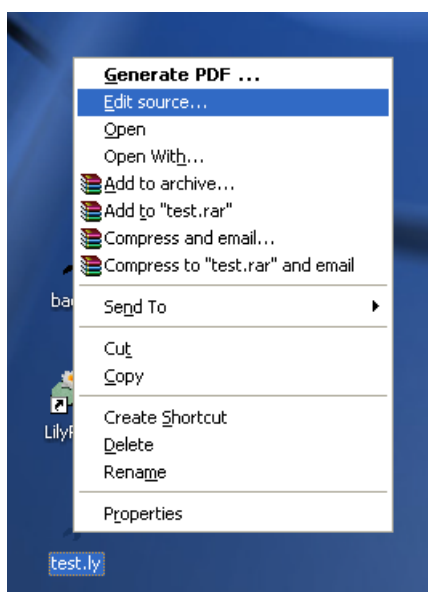 Generate PDF ...
Edit source...
Open
Open With...
Add to archive...
Add to "test.rar"
Compress and email...
Compress to "test.rar" and email
Send To
Cut
Copy
Create Shortcut
Delete
Rename
Properties
test.ly